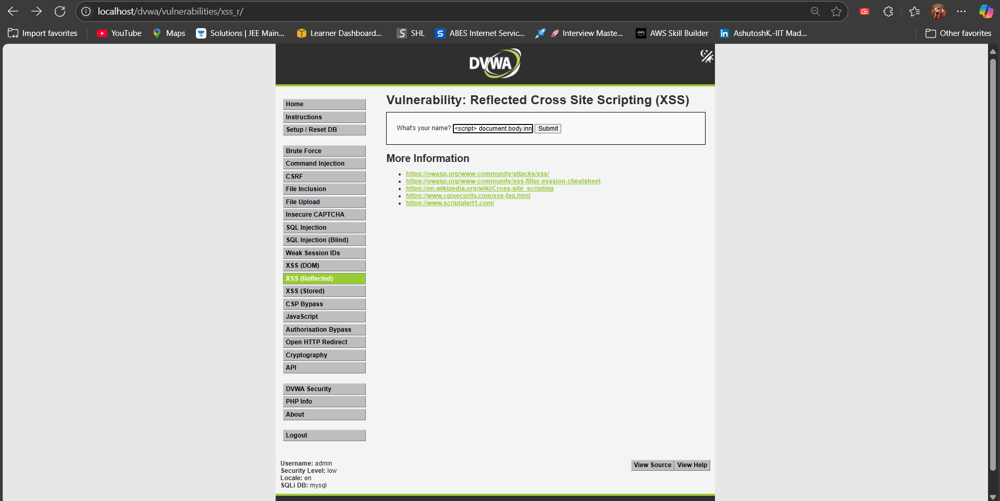 localhost/dvwa/vulnerabilities/xss_r/
Import favorites
YouTube
Maps
Solutions | JEE Main...
Learner Dashboard...
SHL
ABES Internet Servic...
Interview Maste...
aws
AWS Skill Builder
AshutoshK.-IIT Mad...
Other favorites
DVWA
Home
Instructions
Setup / Reset DB
Brute Force
Command Injection
CSRF
File Inclusion
File Upload
Insecure CAPTCHA
SQL Injection
SQL Injection (Blind)
Weak Session IDs
XSS (DOM)
XSS (Reflected)
XSS (Stored)
CSP Bypass
JavaScript
Authorisation Bypass
Open HTTP Redirect
Cryptography
API
DVWA Security
PHP Info
About
Logout
Vulnerability: Reflected Cross Site Scripting (XSS)
What's your name? <script> document.body.inn Submit
More Information
https://owasp.org/www-community/attacks/xss/
https://owasp.org/www-community/xss-filter-evasion-cheatsheet
https://en.wikipedia.org/wiki/Cross-site_scripting
https://www.cgisecurity.com/xss-faq.html
https://www.scriptalert1.com/
Username: admin
Security Level: low
Locale: en
SQLi DB: mysql
View Source View Help